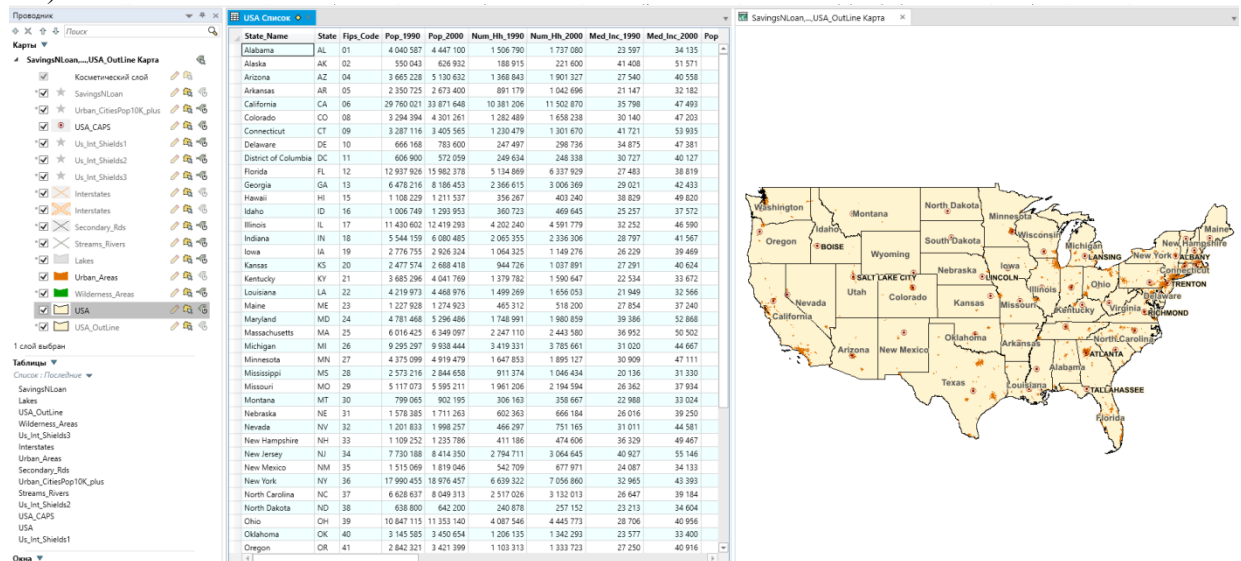 Проводник
Поиск
Карты
SavingsNLoan,...,USA_OutLine Карта
Косметический слой
SavingsNLoan
Urban_CitiesPop10K_plus
USA_CAPS
Us_Int_Shields1
Us_Int_Shields2
Us_Int_Shields3
Interstates
Interstates
Secondary_Rds
Streams_Rivers
Lakes
Urban_Areas
Wilderness_Areas
USA
USA_OutLine
1 слой выбран
Таблицы
Список : Последние
SavingsNLoan
Lakes
USA_OutLine
Wilderness_Areas
Us_Int_Shields3
Interstates
Urban_Areas
Secondary_Rds
Urban_CitiesPop10K_plus
Streams_Rivers
Us_Int_Shields2
USA_CAPS
USA
Us_Int_Shields1
Окна
USA Список
State_Name State Fips_Code Pop_1990 Pop_2000 Num_Hh_1990 Num_Hh_2000 Med_Inc_1990 Med_Inc_2000 Pop
Alabama AL 01 4 040 587 4 447 100 1 506 790 1 737 080 23 597 34 135
Alaska AK 02 550 043 626 932 188 915 221 600 41 408 51 571
Arizona AZ 04 3 665 228 5 130 632 1 368 843 1 901 327 27 540 40 558
Arkansas AR 05 2 350 725 2 673 400 891 179 1 042 696 21 147 32 182
California CA 06 29 760 021 33 871 648 10 381 206 11 502 870 35 798 47 493
Colorado CO 08 3 294 394 4 301 261 1 282 489 1 658 238 30 140 47 203
Connecticut CT 09 3 287 116 3 405 565 1 230 479 1 301 670 41 721 53 935
Delaware DE 10 666 168 783 600 247 497 298 736 34 875 47 381
District of Columbia DC 11 606 900 572 059 249 634 248 338 30 727 40 127
Florida FL 12 12 937 926 15 982 378 5 134 869 6 337 929 27 483 38 819
Georgia GA 13 6 478 216 8 186 453 2 366 615 3 006 369 29 021 42 433
Hawaii HI 15 1 108 229 1 211 537 356 267 403 240 38 829 49 820
Idaho ID 16 1 006 749 1 293 953 360 723 469 645 25 257 37 572
Illinois IL 17 11 430 602 12 419 293 4 202 240 4 591 779 32 252 46 590
Indiana IN 18 5 544 159 6 080 485 2 065 355 2 336 306 28 797 41 567
Iowa IA 19 2 776 755 2 926 324 1 064 325 1 149 276 26 229 39 469
Kansas KS 20 2 477 574 2 688 418 944 726 1 037 891 27 291 40 624
Kentucky KY 21 3 685 296 4 041 769 1 379 782 1 590 647 22 534 33 672
Louisiana LA 22 4 219 973 4 468 976 1 499 269 1 656 053 21 949 32 566
Maine ME 23 1 227 928 1 274 923 465 312 518 200 27 854 37 240
Maryland MD 24 4 781 468 5 296 486 1 748 991 1 980 859 39 386 52 868
Massachusetts MA 25 6 016 425 6 349 097 2 247 110 2 443 580 36 952 50 502
Michigan MI 26 9 295 297 9 938 444 3 419 331 3 785 661 31 020 44 667
Minnesota MN 27 4 375 099 4 919 479 1 647 853 1 895 127 30 909 47 111
Mississippi MS 28 2 573 216 2 844 658 911 374 1 046 434 20 136 31 330
Missouri MO 29 5 117 073 5 595 211 1 961 206 2 194 594 26 362 37 934
Montana MT 30 799 065 902 195 306 163 358 667 22 988 33 024
Nebraska NE 31 1 578 385 1 711 263 602 363 666 184 26 016 39 250
Nevada NV 32 1 201 833 1 998 257 466 297 751 165 31 011 44 581
New Hampshire NH 33 1 109 252 1 235 786 411 186 474 606 36 329 49 467
New Jersey NJ 34 7 730 188 8 414 350 2 794 711 3 064 645 40 927 55 146
New Mexico NM 35 1 515 069 1 819 046 542 709 677 971 24 087 34 133
New York NY 36 17 990 455 18 976 457 6 639 322 7 056 860 32 965 43 393
North Carolina NC 37 6 628 637 8 049 313 2 517 026 3 132 013 26 647 39 184
North Dakota ND 38 638 800 642 200 240 878 257 152 23 213 34 604
Ohio OH 39 10 847 115 11 353 140 4 087 546 4 445 773 28 706 40 956
Oklahoma OK 40 3 145 585 3 450 654 1 206 135 1 342 293 23 577 33 400
Oregon OR 41 2 842 321 3 421 399 1 103 313 1 333 723 27 250 40 916
SavingsNLoan,...,USA_OutLine Карта
Washington
Montana
North Dakota
Minnesota
Maine
Oregon
Idaho
BOISE
South Dakota
Wisconsin
Michigan
LANSING
New Hampshire
New York
ALBANY
Wyoming
Connecticut
SALT LAKE CITY
Nebraska
LINCOLN
Iowa
Illinois
Ohio
TRENTON
Nevada
Utah
Colorado
Kansas
Missouri
Kentucky
Virginia
Delaware
RICHMOND
California
Arizona
New Mexico
Oklahoma
Arkansas
North Carolina
ATLANTA
Alabama
Texas
Louisiana
TALLAHASSEE
Florida